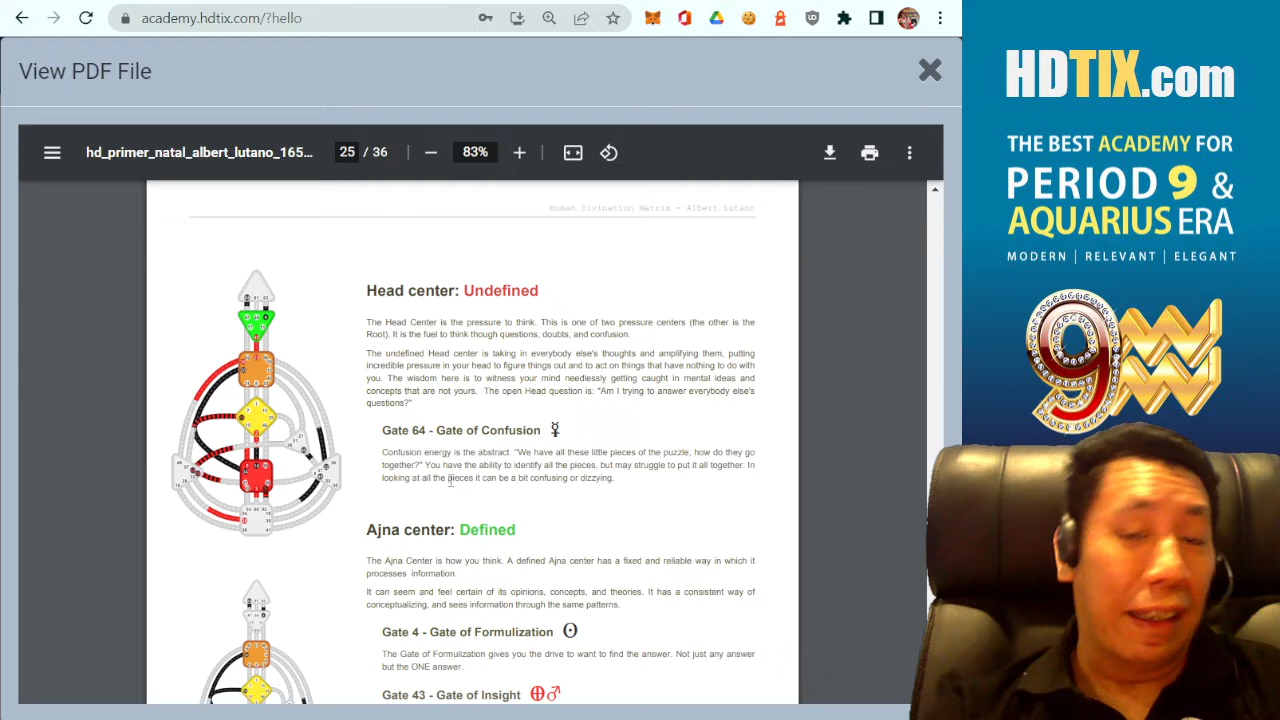 academy.hdtix.com/?hello
View PDF File
HDTIX.com
THE BEST ACADEMY FOR
PERIOD 9 &
AQUARIUS ERA
MODERN | RELEVANT | ELEGANT
9
hd_primer_natal_albert_lutano_165...
25 / 36
83%
Human Divination Matrix - Albert Lutano
Head center: Undefined
The Head Center is the pressure to think. This is one of two pressure centers (the other is the
Root). It is the fuel to think though questions, doubts, and confusion.
The undefined Head center is taking in everybody else's thoughts and amplifying them, putting
incredible pressure in your head to figure things out and to act on things that have nothing to do with
you. The wisdom here is to witness your mind needlessly getting caught in mental ideas and
concepts that are not yours. The open Head question is: "Am I trying to answer everybody else's
questions?"
Gate 64 - Gate of Confusion
Confusion energy is the abstract. "We have all these little pieces of the puzzle, how do they go
together?" You have the ability to identify all the pieces, but may struggle to put it all together. In
looking at all the pieces it can be a bit confusing or dizzying.
Ajna center: Defined
The Ajna Center is how you think. A defined Ajna center has a fixed and reliable way in which it
processes information.
It can seem and feel certain of its opinions, concepts, and theories. It has a consistent way of
conceptualizing, and sees information through the same patterns.
Gate 4 - Gate of Formulization
The Gate of Formulization gives you the drive to want to find the answer. Not just any answer
but the ONE answer.
Gate 43 - Gate of Insight